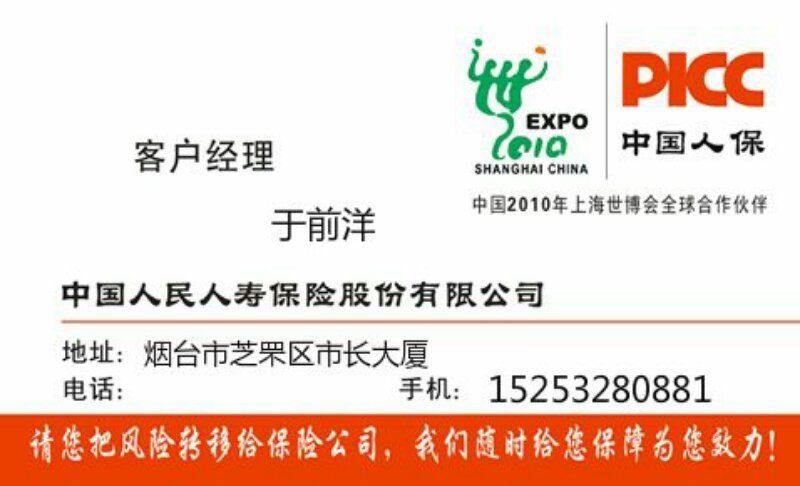 EXPO
2010
SHANGHAI CHINA
PICC
中国人保
中国2010年上海世博会全球合作伙伴
客户经理
于前洋
中国人民人寿保险股份有限公司
地址：烟台市芝罘区市长大厦
电话：
手机：15253280881
请您把风险转移给保险公司，我们随时给您保障为您效力！